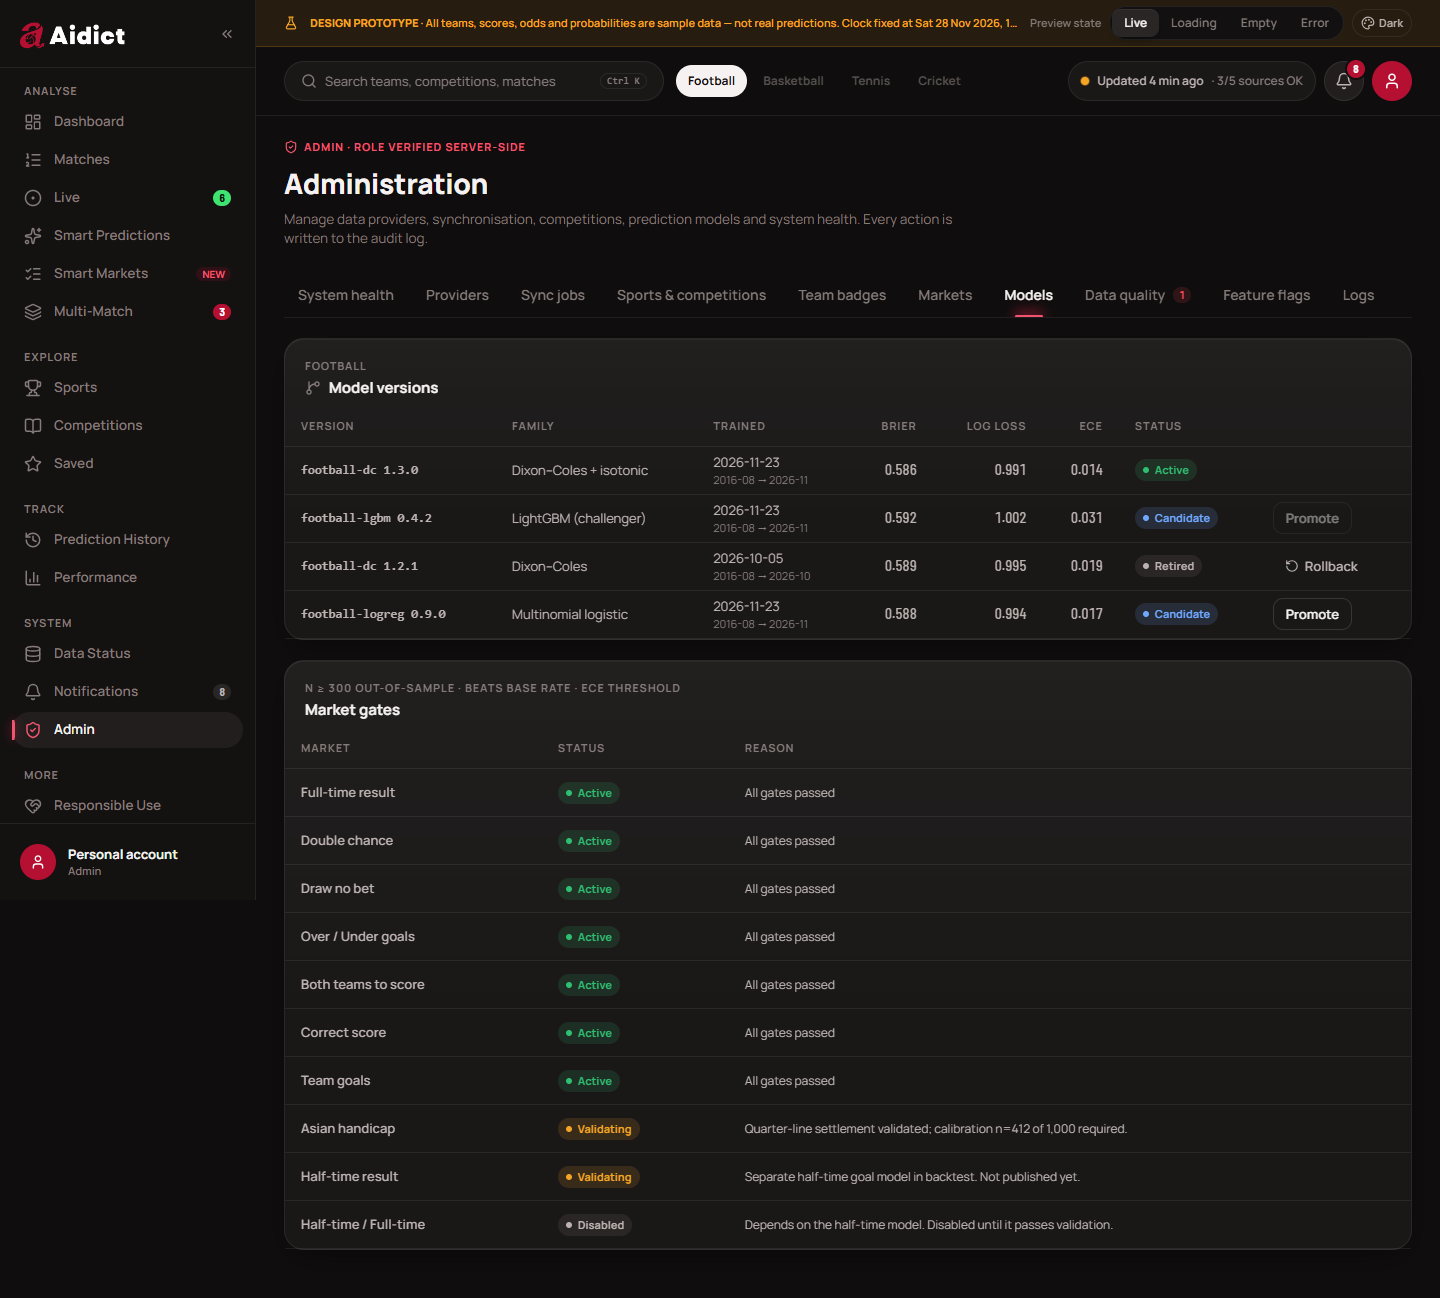 Aidict
ANALYSE
Dashboard
Matches
Live 6
Smart Predictions
Smart Markets NEW
Multi-Match 3
EXPLORE
Sports
Competitions
Saved
TRACK
Prediction History
Performance
SYSTEM
Data Status
Notifications 8
Admin
MORE
Responsible Use
Personal account
Admin
DESIGN PROTOTYPE · All teams, scores, odds and probabilities are sample data — not real predictions. Clock fixed at Sat 28 Nov 2026, 1… Preview state Live Loading Empty Error Dark
Search teams, competitions, matches Ctrl K Football Basketball Tennis Cricket Updated 4 min ago · 3/5 sources OK 8
ADMIN · ROLE VERIFIED SERVER-SIDE
Administration
Manage data providers, synchronisation, competitions, prediction models and system health. Every action is
written to the audit log.
System health Providers Sync jobs Sports & competitions Team badges Markets Models Data quality 1 Feature flags Logs
FOOTBALL
Model versions
VERSION FAMILY TRAINED BRIER LOG LOSS ECE STATUS
football-dc 1.3.0 Dixon–Coles + isotonic 2026-11-23 0.586 0.991 0.014 Active
2016-08 → 2026-11
football-lgbm 0.4.2 LightGBM (challenger) 2026-11-23 0.592 1.002 0.031 Candidate Promote
2016-08 → 2026-11
football-dc 1.2.1 Dixon–Coles 2026-10-05 0.589 0.995 0.019 Retired Rollback
2016-08 → 2026-10
football-logreg 0.9.0 Multinomial logistic 2026-11-23 0.588 0.994 0.017 Candidate Promote
2016-08 → 2026-11
N ≥ 300 OUT-OF-SAMPLE · BEATS BASE RATE · ECE THRESHOLD
Market gates
MARKET STATUS REASON
Full-time result Active All gates passed
Double chance Active All gates passed
Draw no bet Active All gates passed
Over / Under goals Active All gates passed
Both teams to score Active All gates passed
Correct score Active All gates passed
Team goals Active All gates passed
Asian handicap Validating Quarter-line settlement validated; calibration n=412 of 1,000 required.
Half-time result Validating Separate half-time goal model in backtest. Not published yet.
Half-time / Full-time Disabled Depends on the half-time model. Disabled until it passes validation.